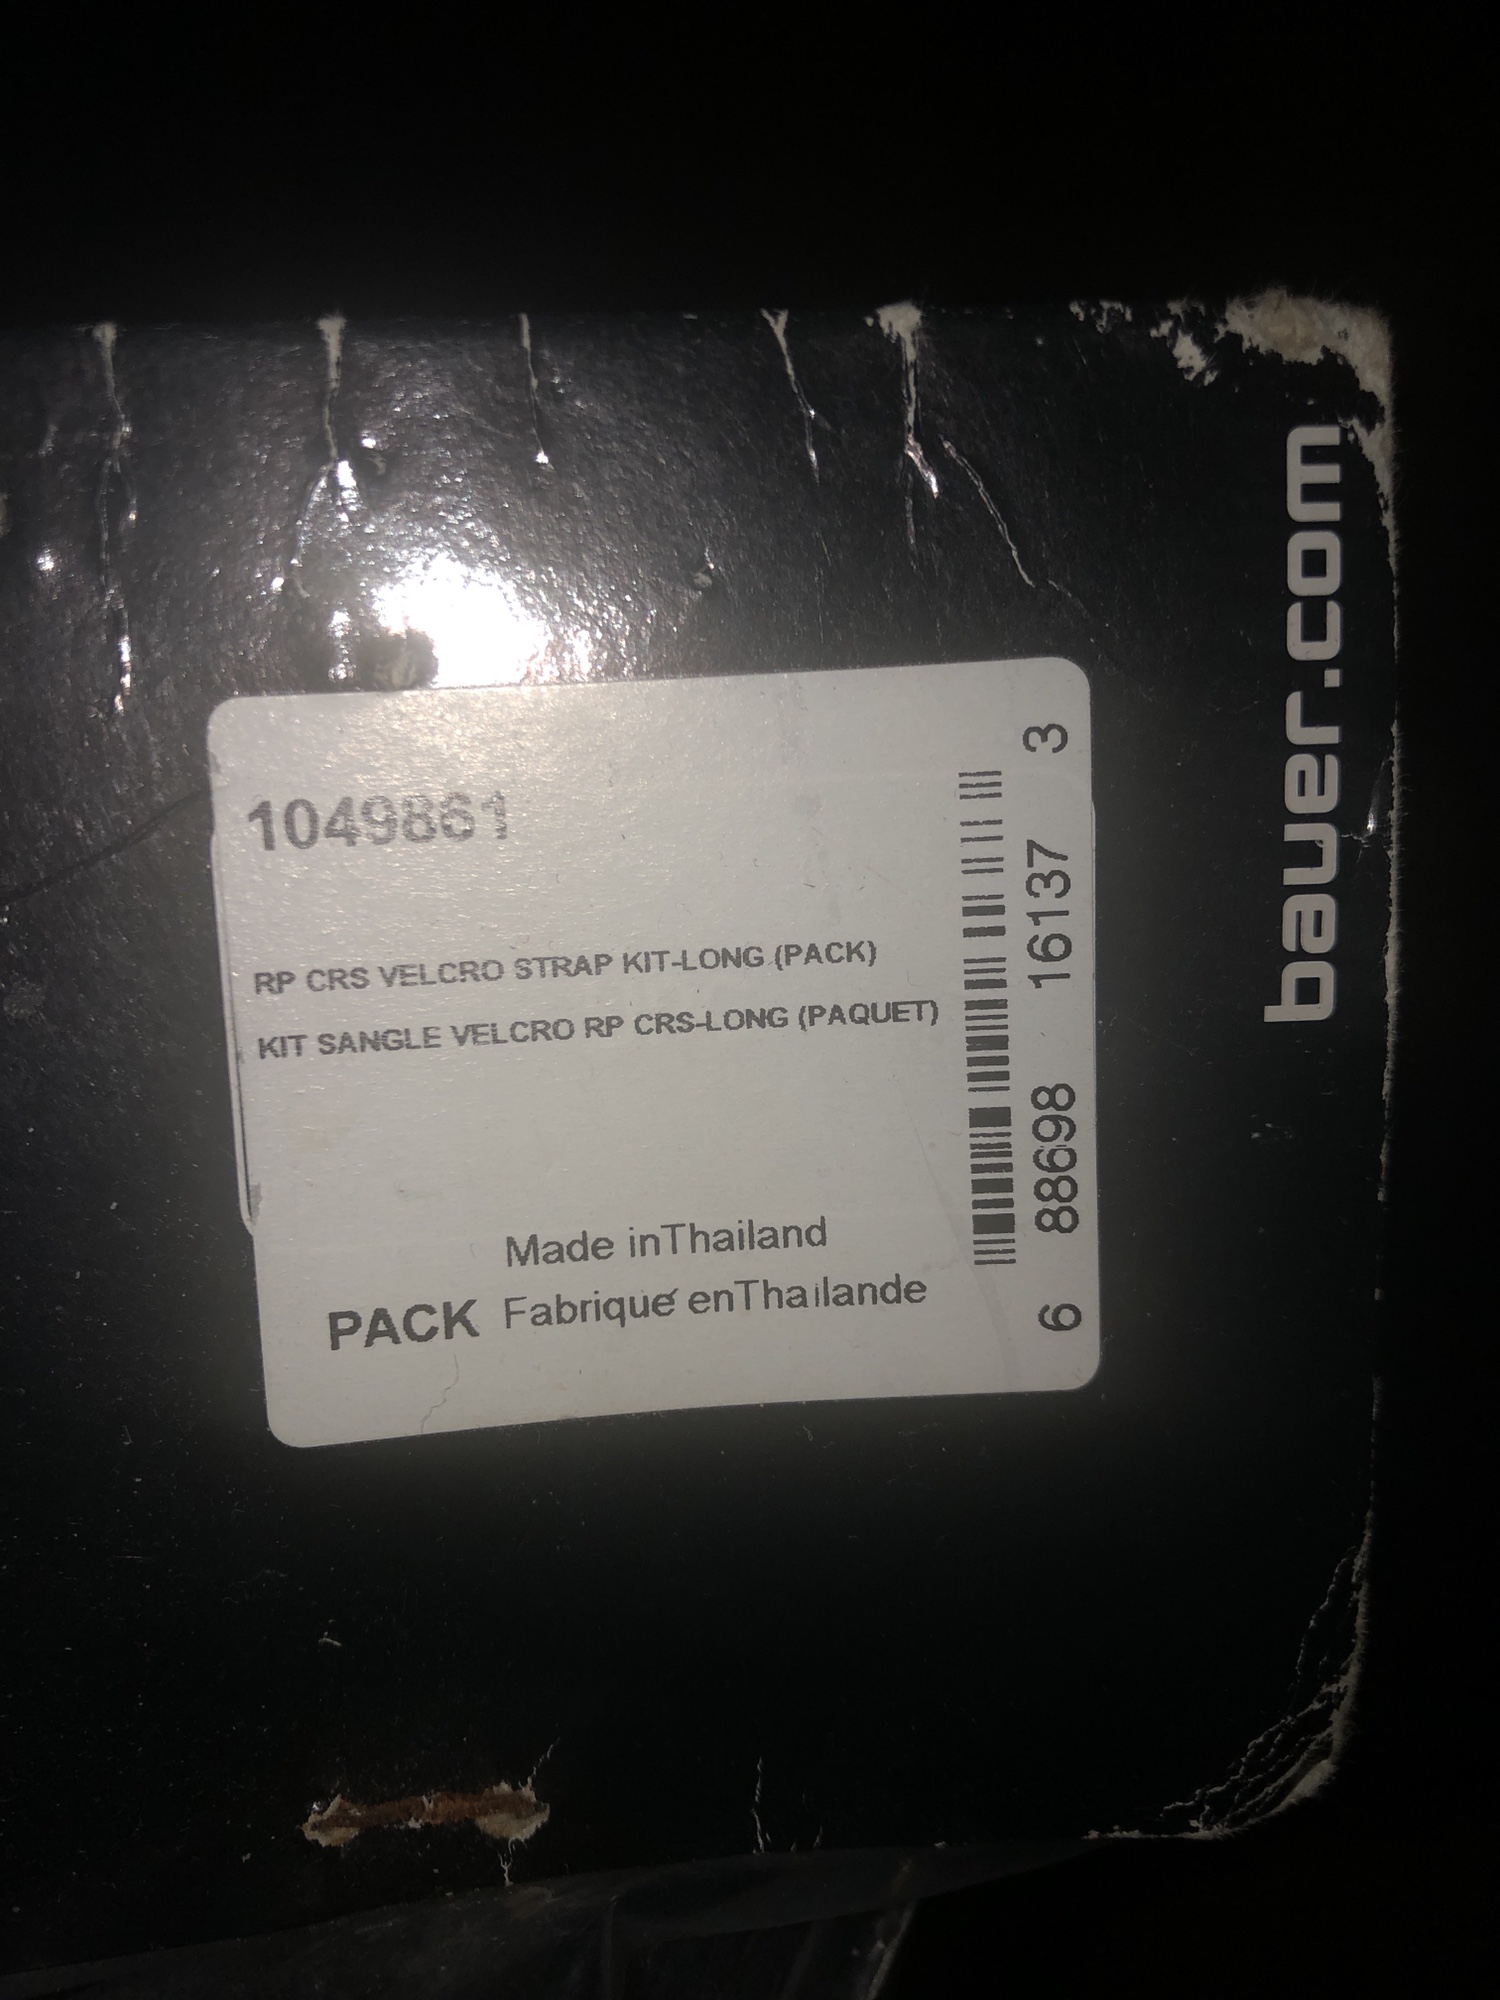 1049861
RP CRS VELCRO STRAP KIT-LONG (PACK)
KIT SANGLE VELCRO RP CRS-LONG (PAQUET)
Made inThailand
PACK Fabriqué enThaïlande
6 88698 16137 3
bauer.com